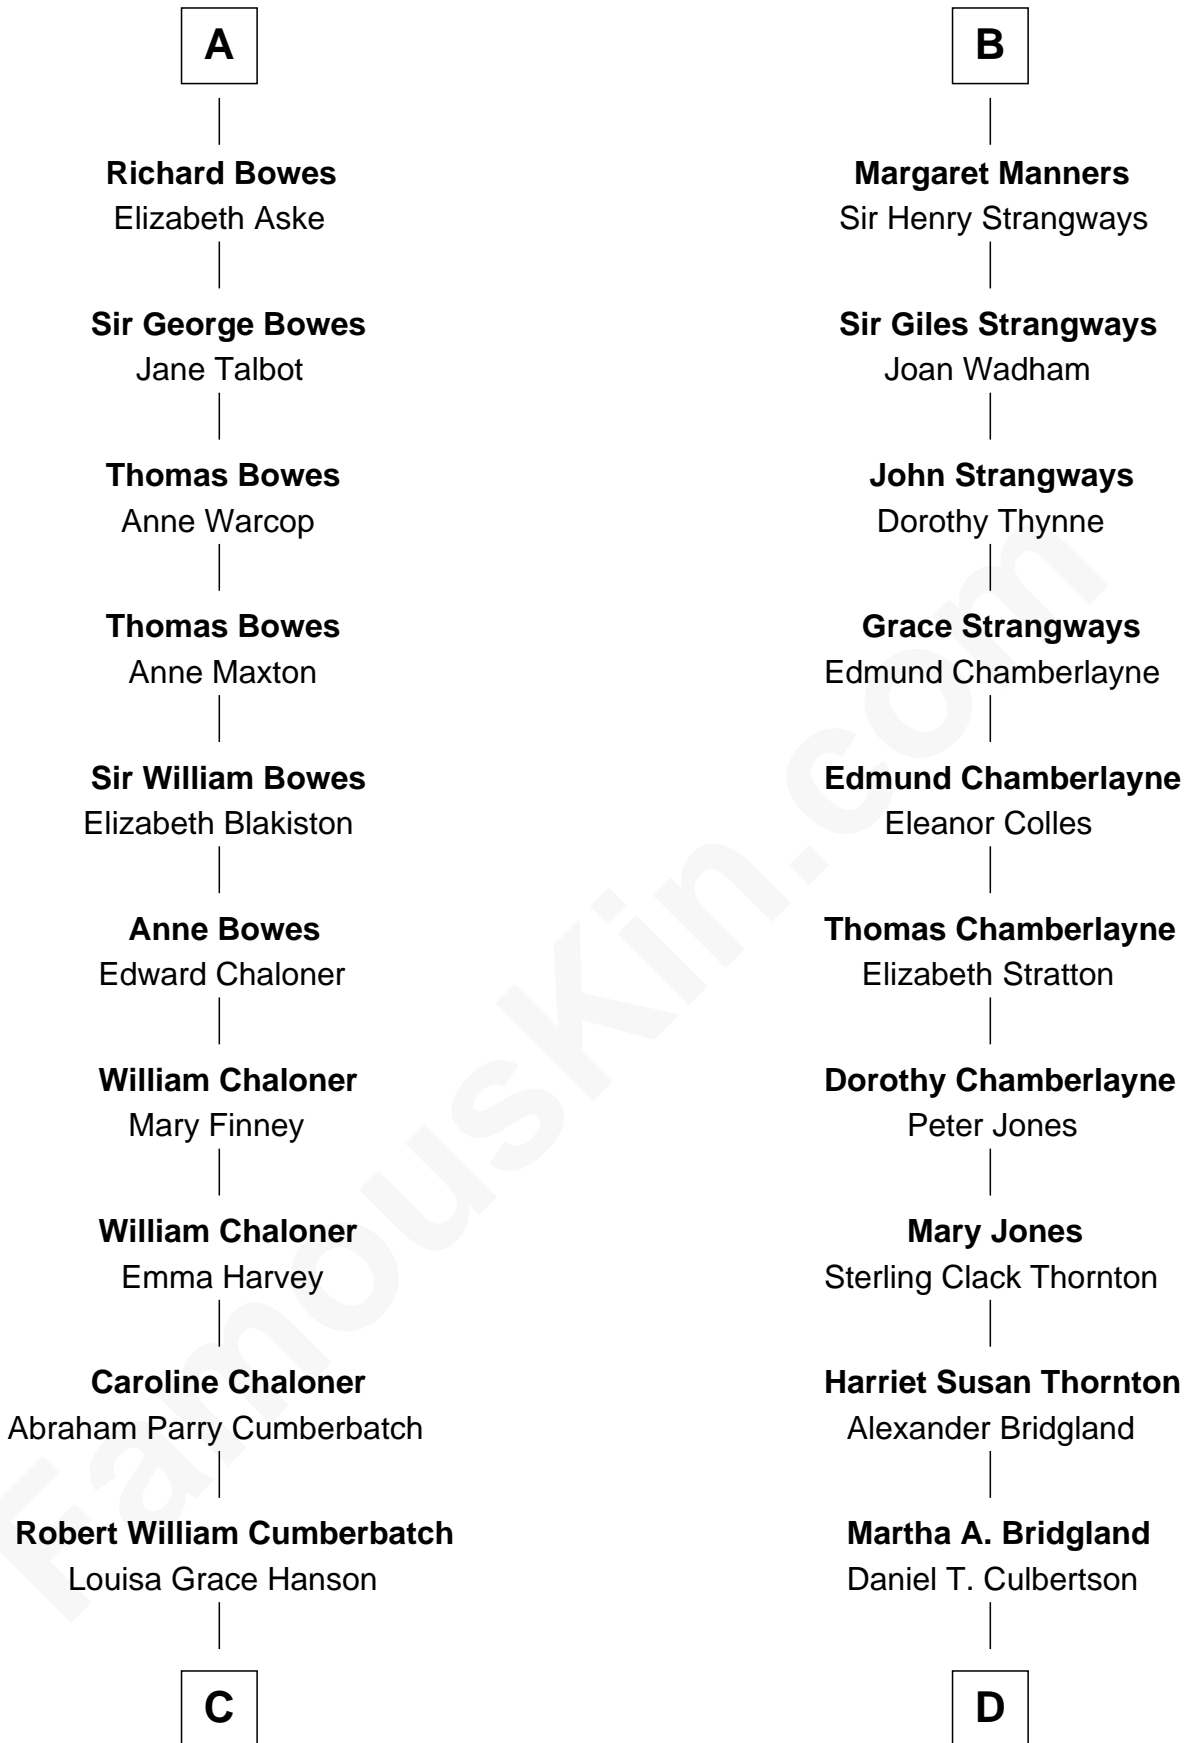 A
Richard Bowes
Elizabeth Aske
Sir George Bowes
Jane Talbot
Thomas Bowes
Anne Warcop
Thomas Bowes
Anne Maxton
Sir William Bowes
Elizabeth Blakiston
Anne Bowes
Edward Chaloner
William Chaloner
Mary Finney
William Chaloner
Emma Harvey
Caroline Chaloner
Abraham Parry Cumberbatch
Robert William Cumberbatch
Louisa Grace Hanson
C
B
Margaret Manners
Sir Henry Strangways
Sir Giles Strangways
Joan Wadham
John Strangways
Dorothy Thynne
Grace Strangways
Edmund Chamberlayne
Edmund Chamberlayne
Eleanor Colles
Thomas Chamberlayne
Elizabeth Stratton
Dorothy Chamberlayne
Peter Jones
Mary Jones
Sterling Clack Thornton
Harriet Susan Thornton
Alexander Bridgland
Martha A. Bridgland
Daniel T. Culbertson
D
FamousKin.com